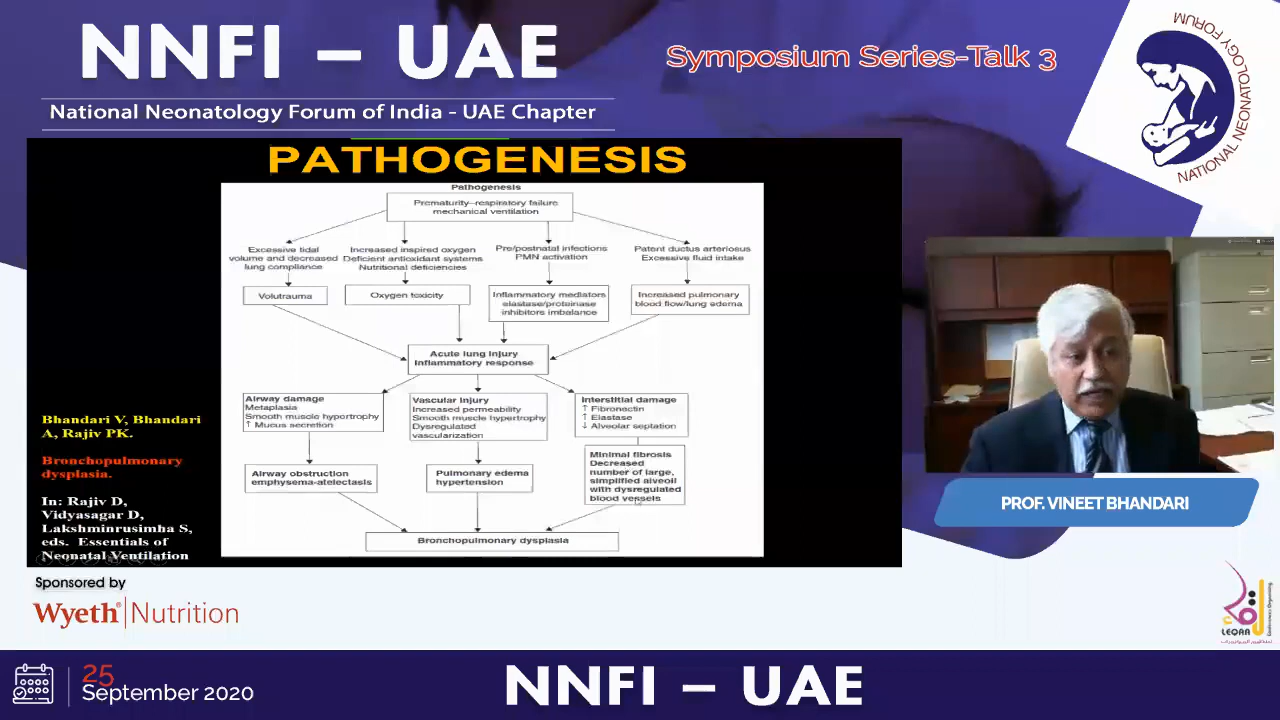 NNFI – UAE
National Neonatology Forum of India - UAE Chapter
Symposium Series-Talk 3
NATIONAL NEONATOLOGY FORUM
PATHOGENESIS
Pathogenesis
Prematurity–respiratory failure
mechanical ventilation
Excessive tidal
volume and decreased
lung compliance
Increased inspired oxygen
Deficient antioxidant systems
Nutritional deficiencies
Pre/postnatal infections
PMN activation
Patent ductus arteriosus
Excessive fluid intake
Volutrauma
Oxygen toxicity
Inflammatory mediators
elastase/proteinase
inhibitors imbalance
Increased pulmonary
blood flow/lung edema
Acute lung injury
Inflammatory response
Airway damage
Metaplasia
Smooth muscle hypertrophy
↑ Mucus secretion
Vascular injury
Increased permeability
Smooth muscle hypertrophy
Dysregulated
vascularization
Interstitial damage
↑ Fibronectin
↑ Elastase
↓ Alveolar septation
Airway obstruction
emphysema-atelectasis
Pulmonary edema
hypertension
Minimal fibrosis
Decreased
number of large,
simplified alveoli
with dysregulated
blood vessels
Bronchopulmonary dysplasia
Bhandari V, Bhandari
A, Rajiv PK.
Bronchopulmonary
dysplasia.
In: Rajiv D,
Vidyasagar D,
Lakshminrusimha S,
eds. Essentials of
Neonatal Ventilation
PROF. VINEET BHANDARI
Sponsored by
Wyeth® Nutrition
LEQAA
25
September 2020
NNFI – UAE